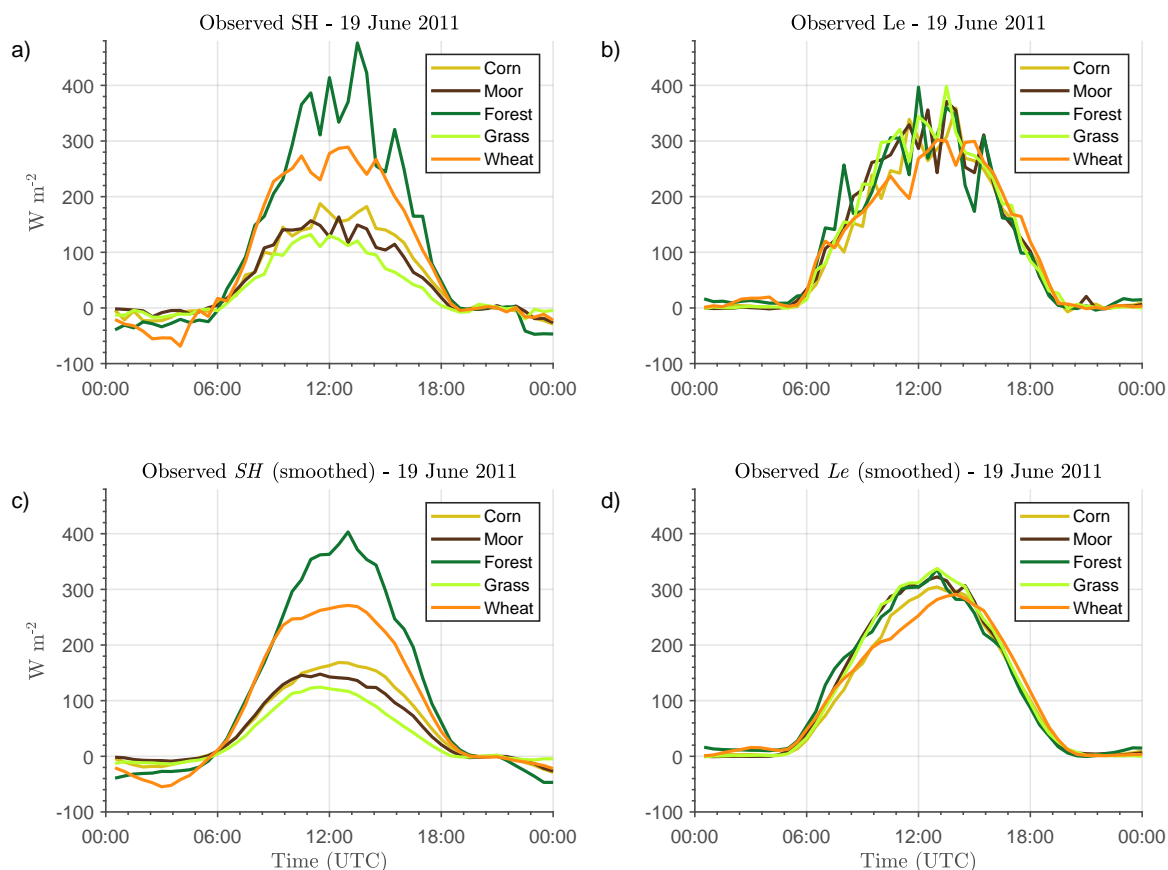 Observed SH - 19 June 2011
a)
400
300
200
100
0
-100
W m-2
00:00 06:00 12:00 18:00 00:00
Corn
Moor
Forest
Grass
Wheat
Observed Le - 19 June 2011
b)
400
300
200
100
0
-100
00:00 06:00 12:00 18:00 00:00
Corn
Moor
Forest
Grass
Wheat
Observed SH (smoothed) - 19 June 2011
c)
400
300
200
100
0
-100
W m-2
00:00 06:00 12:00 18:00 00:00
Time (UTC)
Corn
Moor
Forest
Grass
Wheat
Observed Le (smoothed) - 19 June 2011
d)
400
300
200
100
0
-100
00:00 06:00 12:00 18:00 00:00
Time (UTC)
Corn
Moor
Forest
Grass
Wheat